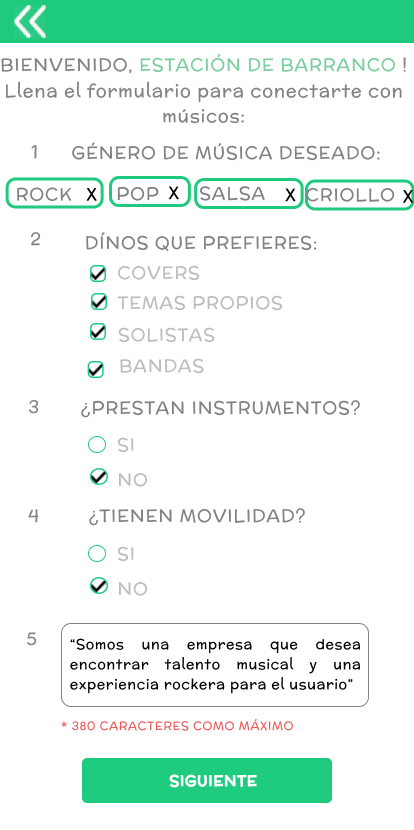 BIENVENIDO, ESTACIÓN DE BARRANCO !
Llena el formulario para conectarte con
músicos:
1 GÉNERO DE MÚSICA DESEADO:
ROCK X POP X SALSA X CRIOLLO X
2 DÍNOS QUE PREFIERES:
COVERS
TEMAS PROPIOS
SOLISTAS
BANDAS
3 ¿PRESTAN INSTRUMENTOS?
SI
NO
4 ¿TIENEN MOVILIDAD?
SI
NO
5 "Somos una empresa que desea
encontrar talento musical y una
experiencia rockera para el usuario"
* 380 CARACTERES COMO MÁXIMO
SIGUIENTE